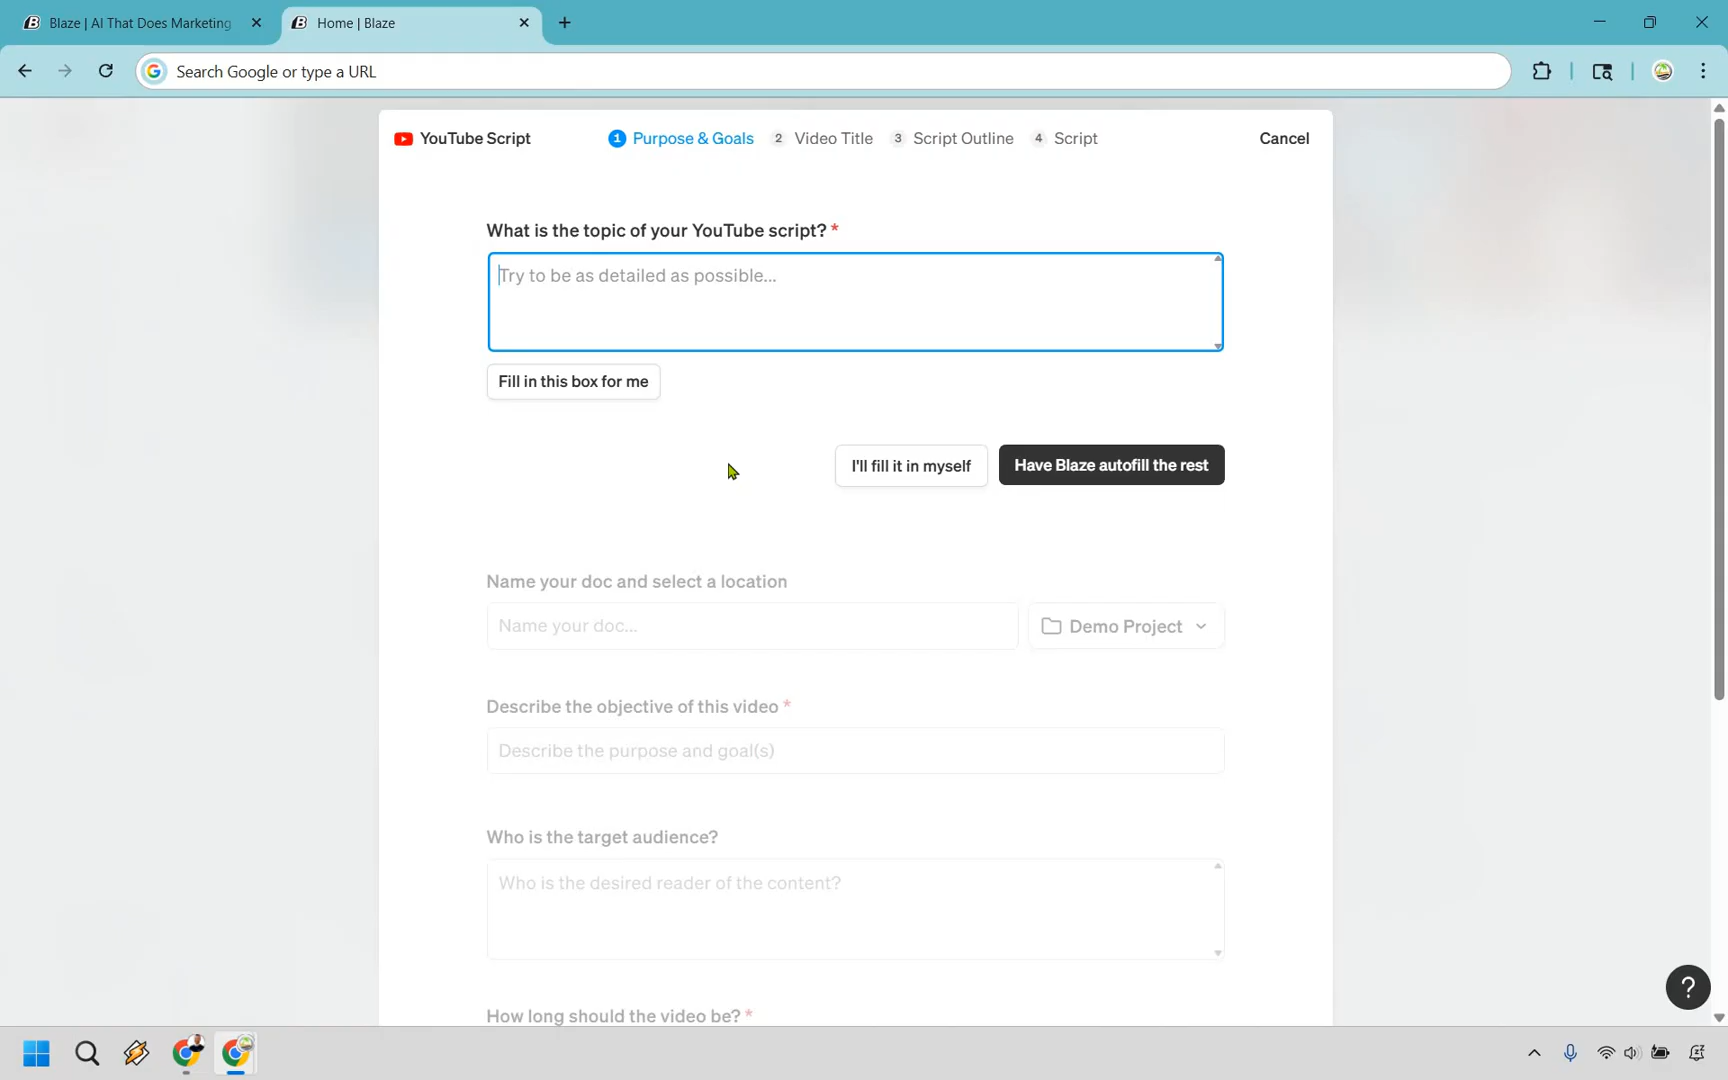 Blaze | AI That Does Marketing
Home | Blaze
Search Google or type a URL
YouTube Script
1 Purpose & Goals 2 Video Title 3 Script Outline 4 Script
Cancel
What is the topic of your YouTube script? *
Try to be as detailed as possible...
Fill in this box for me
I'll fill it in myself
Have Blaze autofill the rest
Name your doc and select a location
Name your doc...
Demo Project
Describe the objective of this video *
Describe the purpose and goal(s)
Who is the target audience?
Who is the desired reader of the content?
How long should the video be? *
?